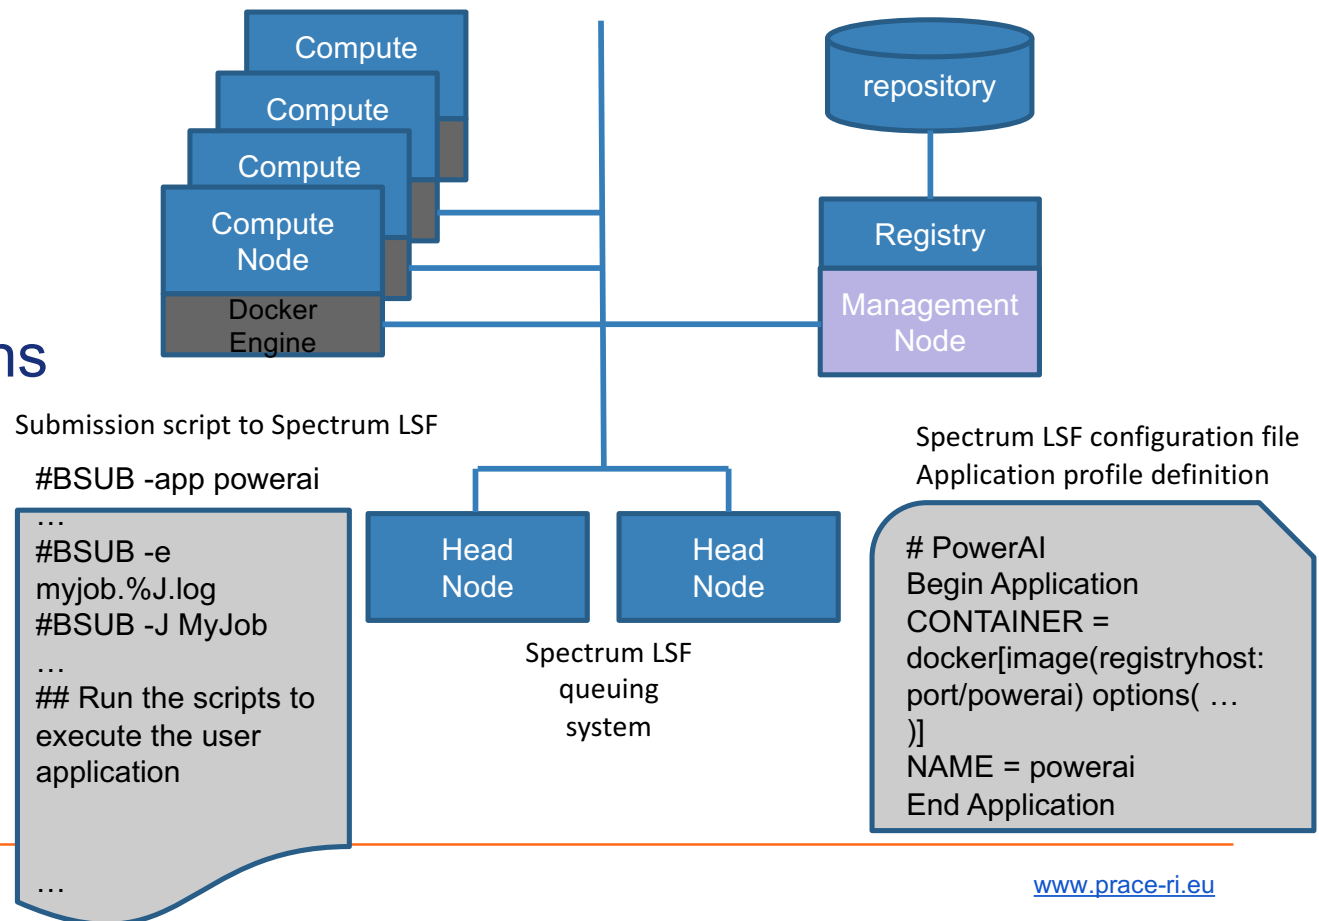 Compute
Compute
Compute
Compute
Node
Docker
Engine
repository
Registry
Management
Node
ns
Submission script to Spectrum LSF
#BSUB -app powerai
…
#BSUB -e
myjob.%J.log
#BSUB -J MyJob
…
## Run the scripts to
execute the user
application
…
Head
Node
Head
Node
Spectrum LSF
queuing
system
Spectrum LSF configuration file
Application profile definition
# PowerAI
Begin Application
CONTAINER =
docker[image(registryhost:
port/powerai) options( …
)]
NAME = powerai
End Application
www.prace-ri.eu